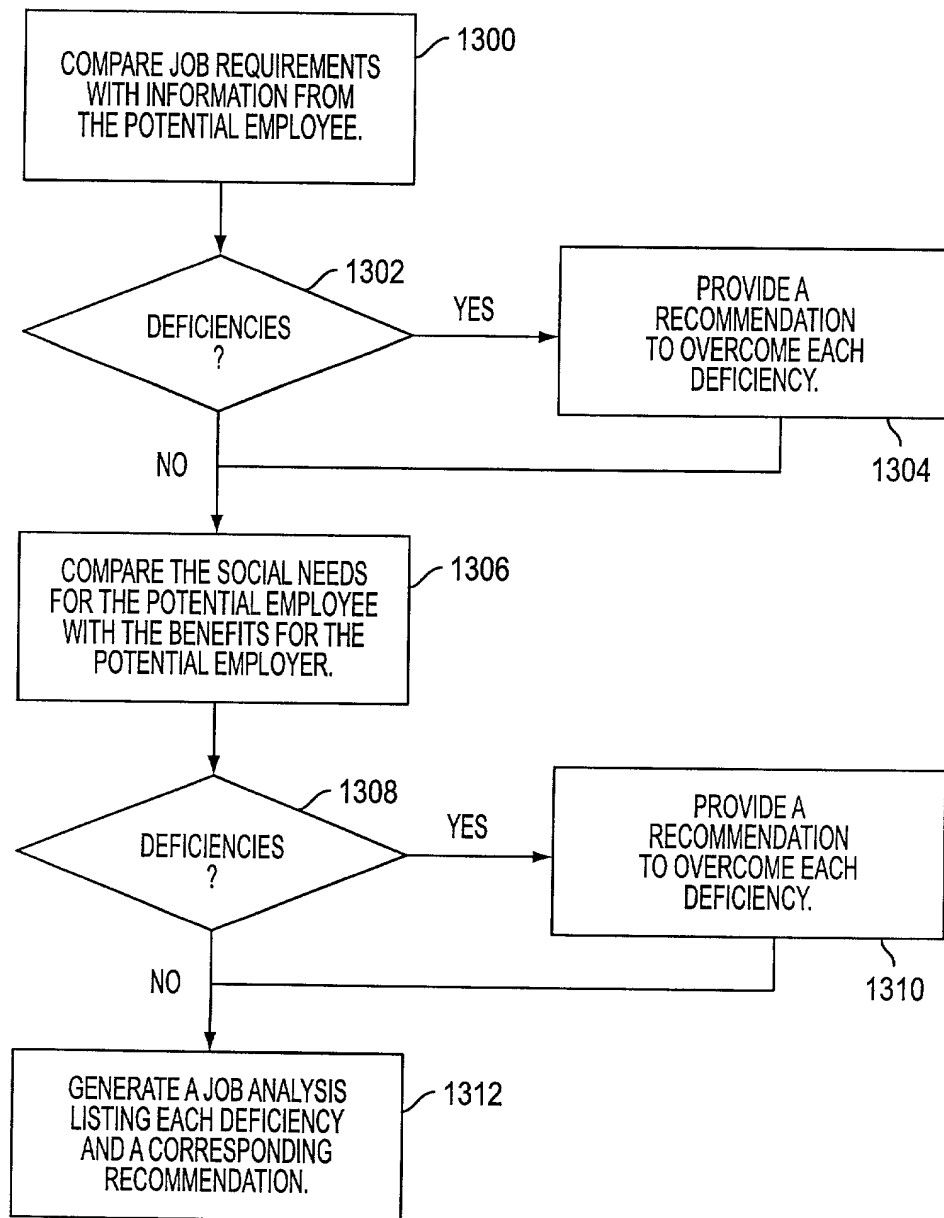 1300
COMPARE JOB REQUIREMENTS
WITH INFORMATION FROM
THE POTENTIAL EMPLOYEE.
1302
DEFICIENCIES
?
YES
PROVIDE A
RECOMMENDATION
TO OVERCOME EACH
DEFICIENCY.
1304
NO
COMPARE THE SOCIAL NEEDS
FOR THE POTENTIAL EMPLOYEE
WITH THE BENEFITS FOR THE
POTENTIAL EMPLOYER.
1306
1308
DEFICIENCIES
?
YES
PROVIDE A
RECOMMENDATION
TO OVERCOME EACH
DEFICIENCY.
1310
NO
GENERATE A JOB ANALYSIS
LISTING EACH DEFICIENCY
AND A CORRESPONDING
RECOMMENDATION.
1312